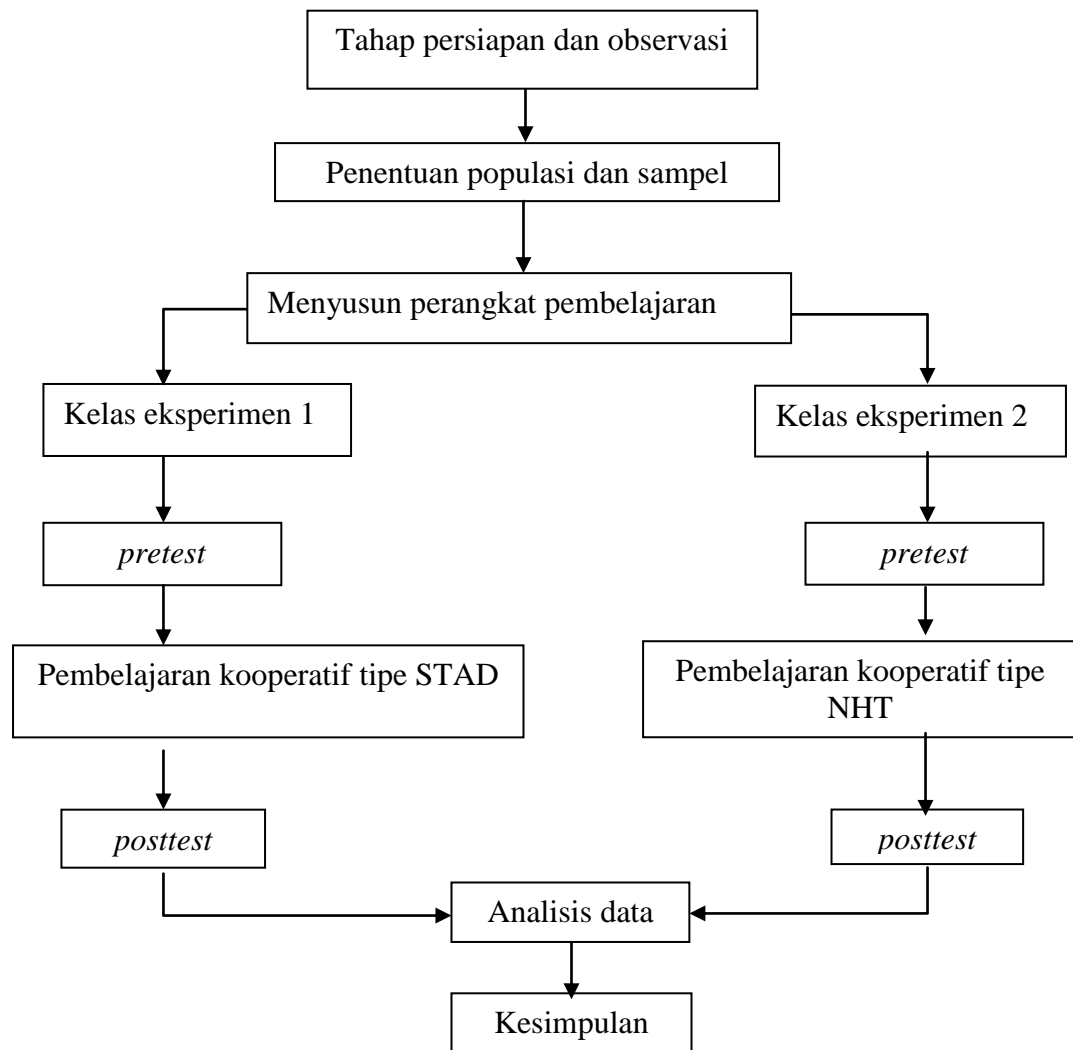 Tahap persiapan dan observasi
Penentuan populasi dan sampel
Menyusun perangkat pembelajaran
Kelas eksperimen 1
Kelas eksperimen 2
pretest
pretest
Pembelajaran kooperatif tipe STAD
Pembelajaran kooperatif tipe
NHT
posttest
posttest
Analisis data
Kesimpulan